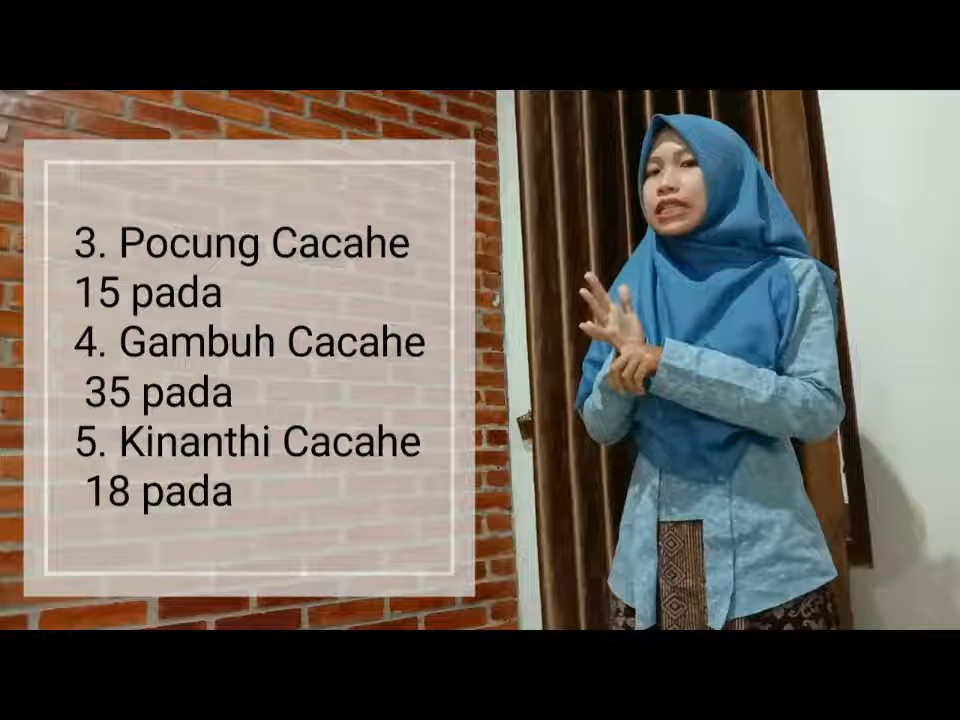 3. Pocung Cacahe
15 pada
4. Gambuh Cacahe
35 pada
5. Kinanthi Cacahe
18 pada